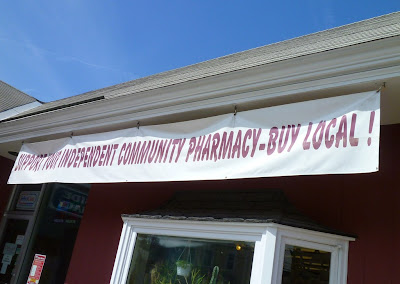 SUPPORT YOUR INDEPENDENT COMMUNITY PHARMACY-BUY LOCAL !